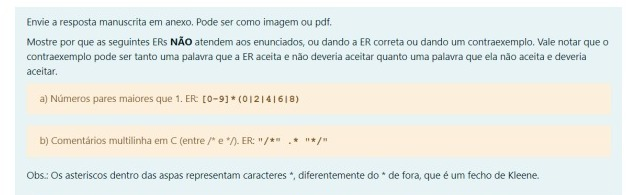 Envie a resposta manuscrita em anexo. Pode ser como imagem ou pdf.
Mostre por que as seguintes ERs NÃO atendem aos enunciados, ou dando a ER correta ou dando um contraexemplo. Vale notar que o
contraexemplo pode ser tanto uma palavra que a ER aceita e não deveria aceitar quanto uma palavra que ela não aceita e deveria
aceitar.
a) Números pares maiores que 1. ER: [0-9]*(0|2|4|6|8)
b) Comentários multilinha em C (entre /* e */). ER: "/*" .* "*/"
Obs.: Os asteriscos dentro das aspas representam caracteres *, diferentemente do * de fora, que é um fecho de Kleene.